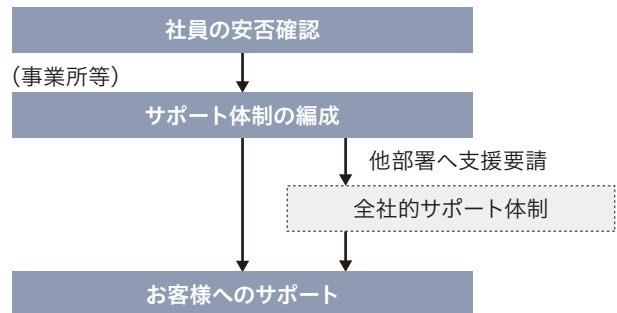 社員の安否確認
（事業所等）
サポート体制の編成
他部署へ支援要請
全社的サポート体制
お客様へのサポート